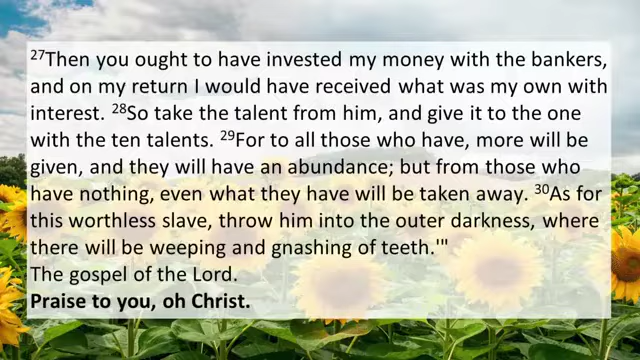 ²⁷Then you ought to have invested my money with the bankers,
and on my return I would have received what was my own with
interest. ²⁸So take the talent from him, and give it to the one
with the ten talents. ²⁹For to all those who have, more will be
given, and they will have an abundance; but from those who
have nothing, even what they have will be taken away. ³⁰As for
this worthless slave, throw him into the outer darkness, where
there will be weeping and gnashing of teeth.'"
The gospel of the Lord.
Praise to you, oh Christ.